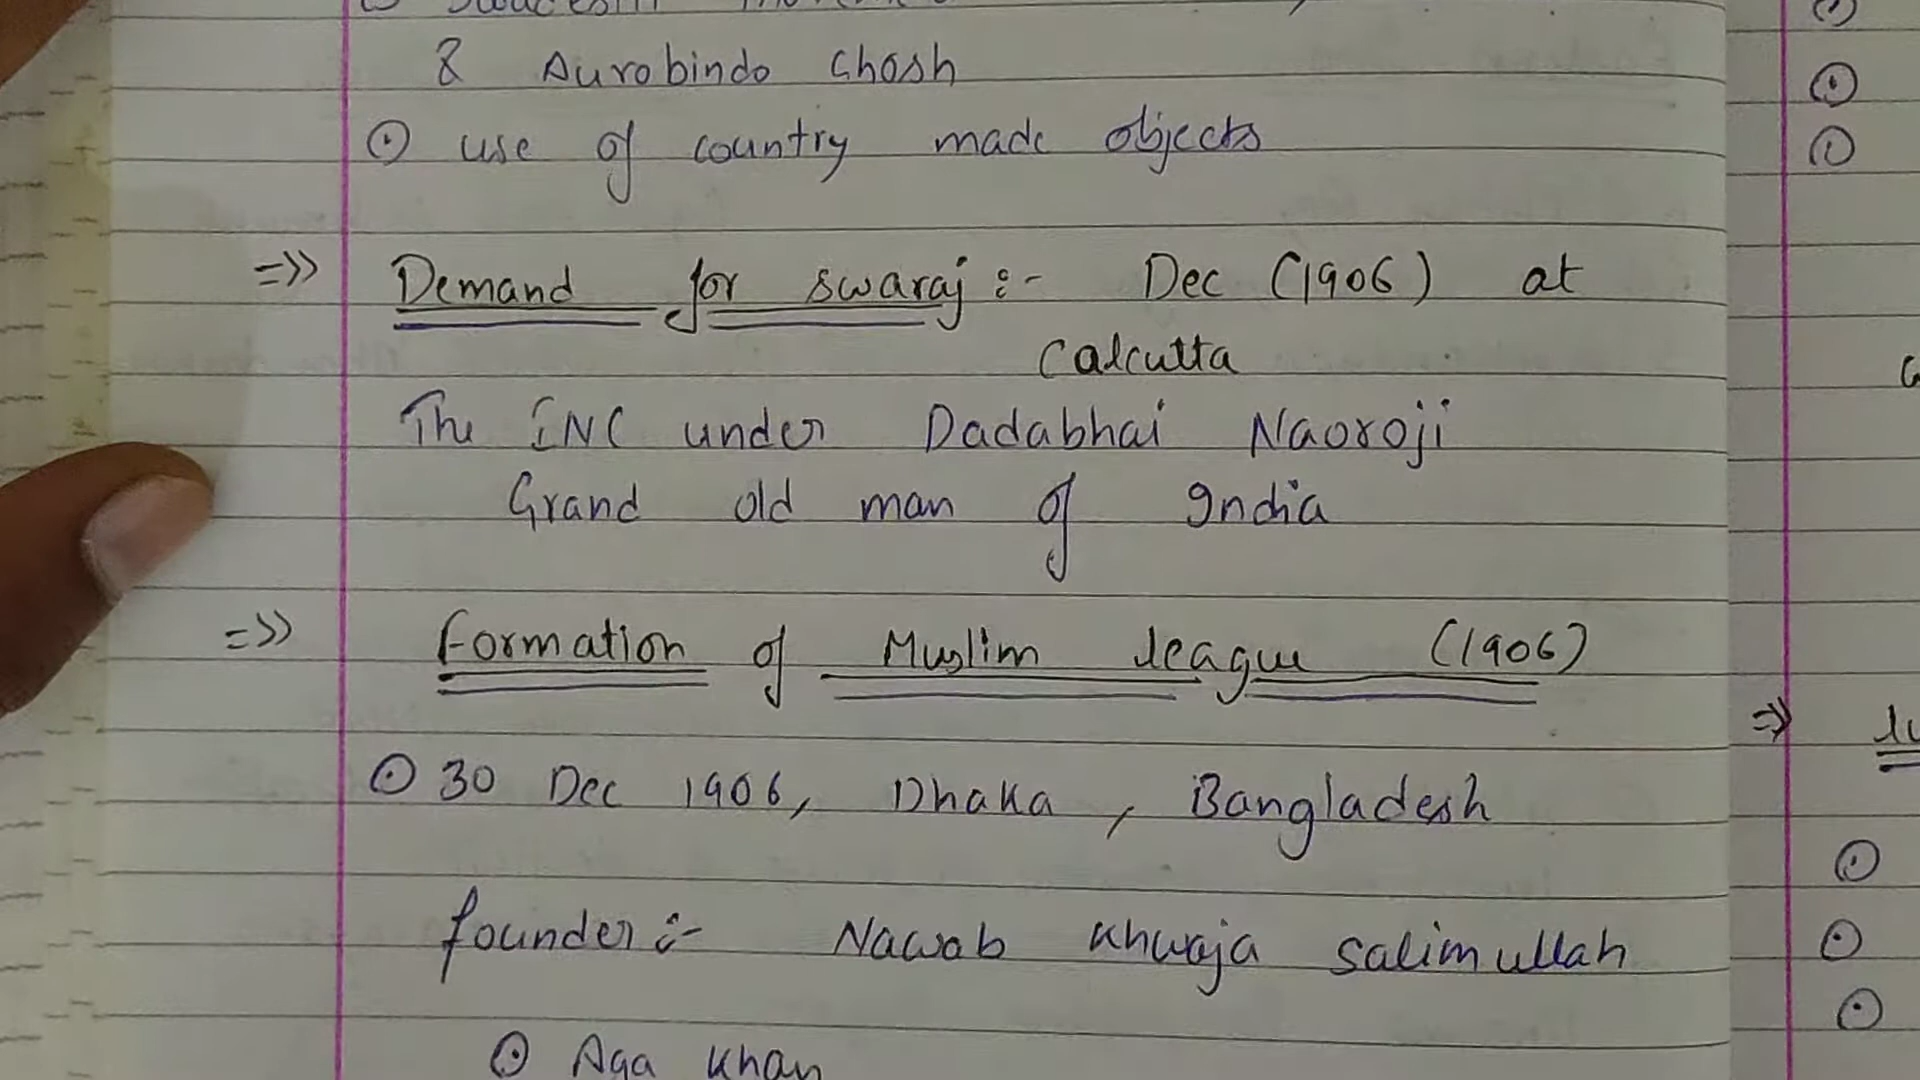 & Aurobindo Ghosh
⊙ use of country made objects
=>> Demand for swaraj :- Dec (1906) at
Calcutta
The INC under Dadabhai Naoroji
Grand old man of India
=>> Formation of Muslim league (1906)
⊙ 30 Dec 1906, Dhaka, Bangladesh
founder :- Nawab Khwaja salimullah
⊙ Aga Khan